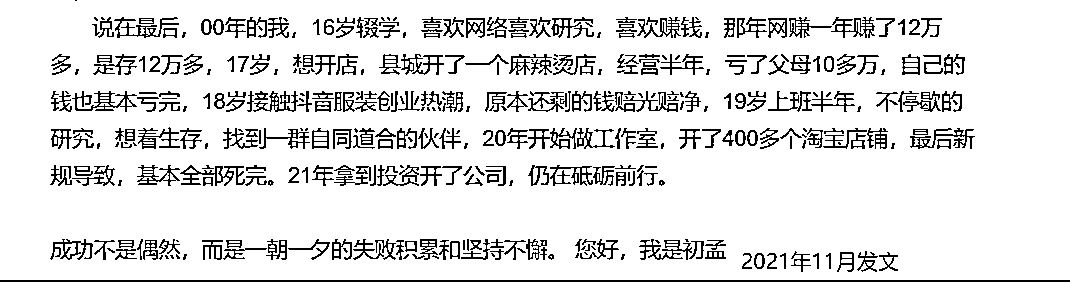 说在最后，00年的我，16岁辍学，喜欢网络喜欢研究，喜欢赚钱，那年网赚一年赚了12万
多，是存12万多，17岁，想开店，县城开了一个麻辣烫店，经营半年，亏了父母10多万，自己的
钱也基本亏完，18岁接触抖音服装创业热潮，原本还剩的钱赔光赔净，19岁上班半年，不停歇的
研究，想着生存，找到一群自同道合的伙伴，20年开始做工作室，开了400多个淘宝店铺，最后新
规导致，基本全部死完。21年拿到投资开了公司，仍在砥砺前行。
成功不是偶然，而是一朝一夕的失败积累和坚持不懈。 您好，我是初孟
2021年11月发文